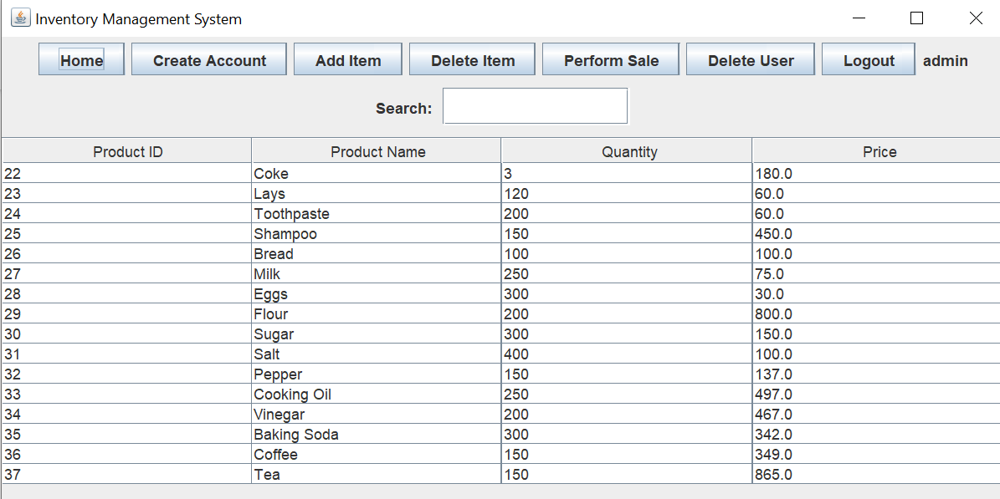 Inventory Management System
Home Create Account Add Item Delete Item Perform Sale Delete User Logout admin
Search:
Product ID Product Name Quantity Price
22 Coke 3 180.0
23 Lays 120 60.0
24 Toothpaste 200 60.0
25 Shampoo 150 450.0
26 Bread 100 100.0
27 Milk 250 75.0
28 Eggs 300 30.0
29 Flour 200 800.0
30 Sugar 300 150.0
31 Salt 400 100.0
32 Pepper 150 137.0
33 Cooking Oil 250 497.0
34 Vinegar 200 467.0
35 Baking Soda 300 342.0
36 Coffee 150 349.0
37 Tea 150 865.0